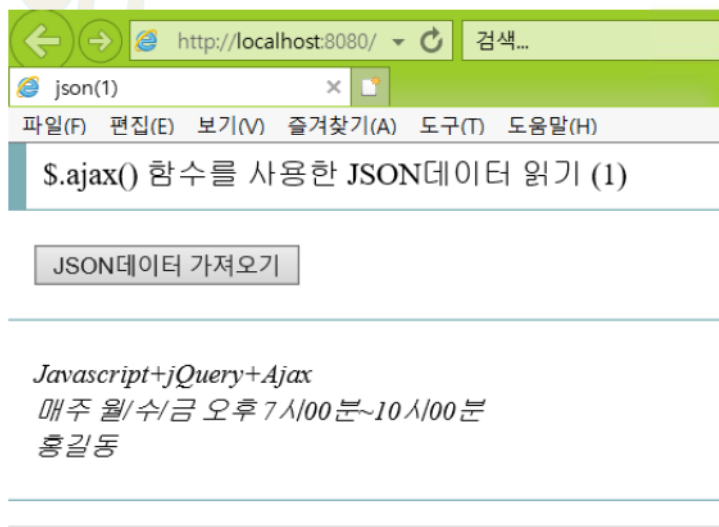 http://localhost:8080/
검색...
json(1)
파일(F) 편집(E) 보기(V) 즐겨찾기(A) 도구(T) 도움말(H)
$.ajax() 함수를 사용한 JSON데이터 읽기 (1)
JSON데이터 가져오기
Javascript+jQuery+Ajax
매주 월/수/금 오후 7시00분~10시00분
홍길동